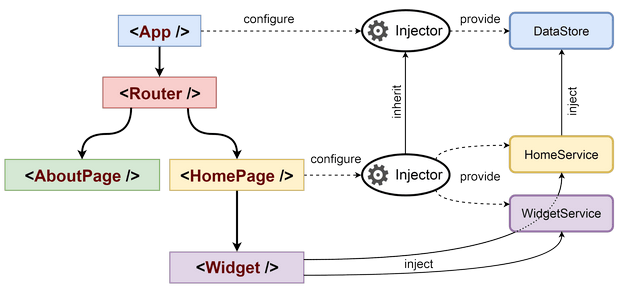 <App />
configure
Injector
provide
DataStore
<Router />
inherit
inject
<AboutPage />
<HomePage />
configure
Injector
provide
HomeService
WidgetService
<Widget />
inject